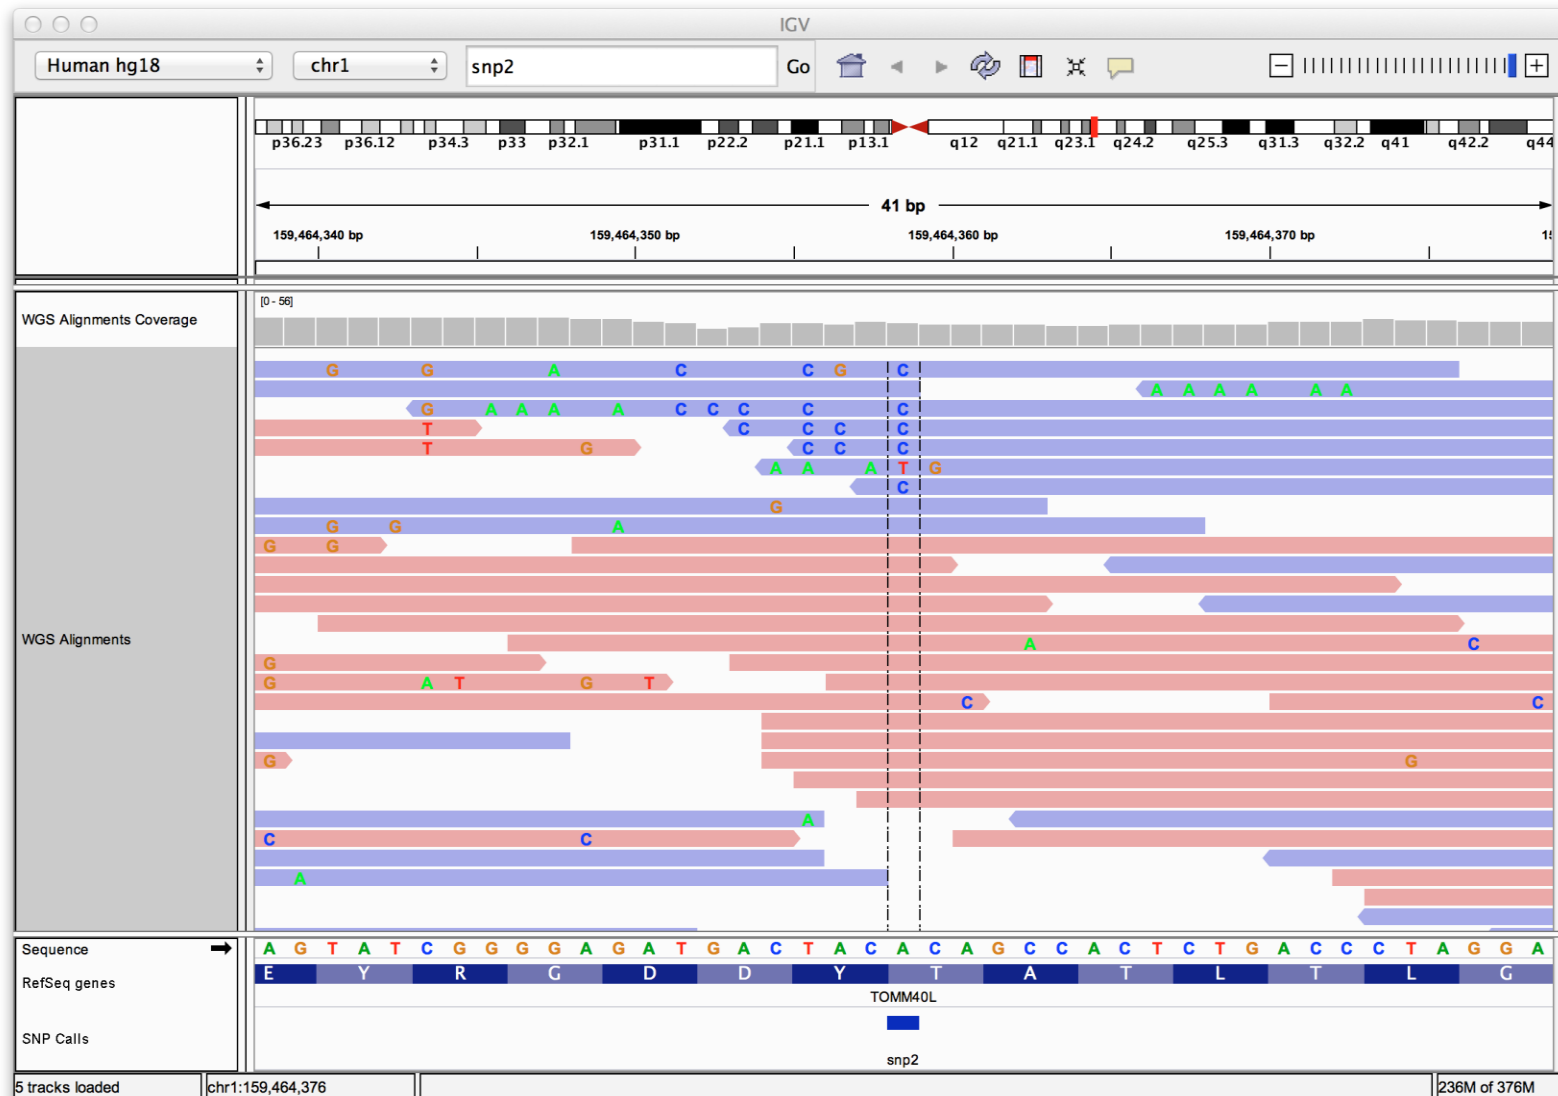 IGV
Human hg18 chr1 snp2 Go
p36.23 p36.12 p34.3 p33 p32.1 p31.1 p22.2 p21.1 p13.1 q12 q21.1 q23.1 q24.2 q25.3 q31.3 q32.2 q41 q42.2 q44
41 bp
159,464,340 bp 159,464,350 bp 159,464,360 bp 159,464,370 bp
[0 - 56]
WGS Alignments Coverage
G G A C C G C
A A A A A A
G A A A A C C C C C
T C C C C
T G C C C
A A A T G
C
G
G G A
G G
WGS Alignments
A C
G
G A T G T
C C
G G
A
C C
A
Sequence A G T A T C G G G G A G A T G A C T A C A C A G C C A C T C T G A C C C T A G G A
RefSeq genes E Y R G D D Y T A T L T L G
TOMM40L
SNP Calls
snp2
5 tracks loaded chr1:159,464,376 236M of 376M